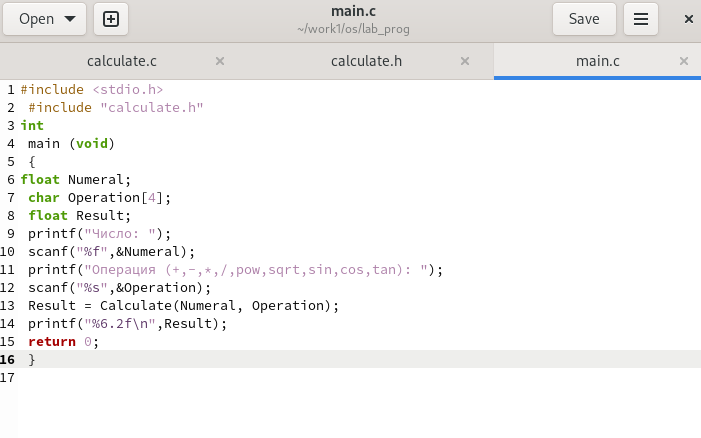 Open
main.c
~/work1/os/lab_prog
Save
calculate.c
calculate.h
main.c
1 #include <stdio.h>
2 #include "calculate.h"
3 int
4 main (void)
5 {
6 float Numeral;
7 char Operation[4];
8 float Result;
9 printf("Число: ");
10 scanf("%f",&Numeral);
11 printf("Операция (+,-,*,/,pow,sqrt,sin,cos,tan): ");
12 scanf("%s",&Operation);
13 Result = Calculate(Numeral, Operation);
14 printf("%6.2f\n",Result);
15 return 0;
16 }
17